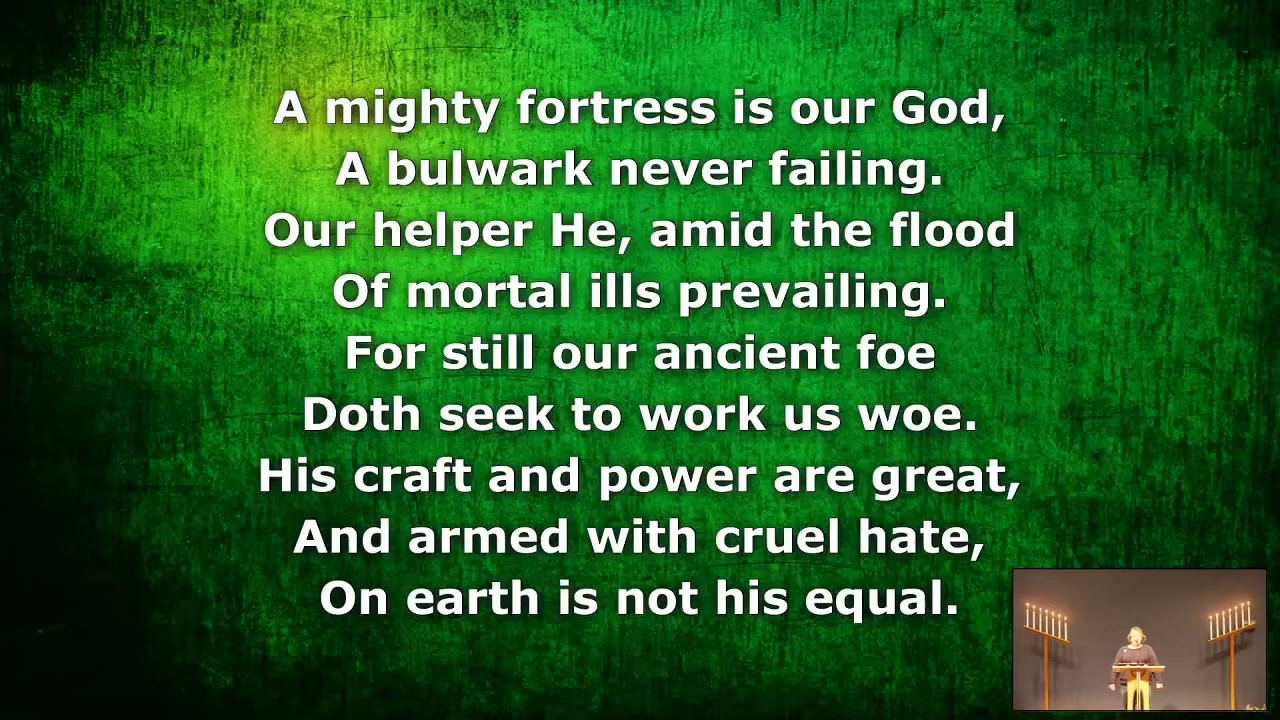 A mighty fortress is our God,
A bulwark never failing.
Our helper He, amid the flood
Of mortal ills prevailing.
For still our ancient foe
Doth seek to work us woe.
His craft and power are great,
And armed with cruel hate,
On earth is not his equal.